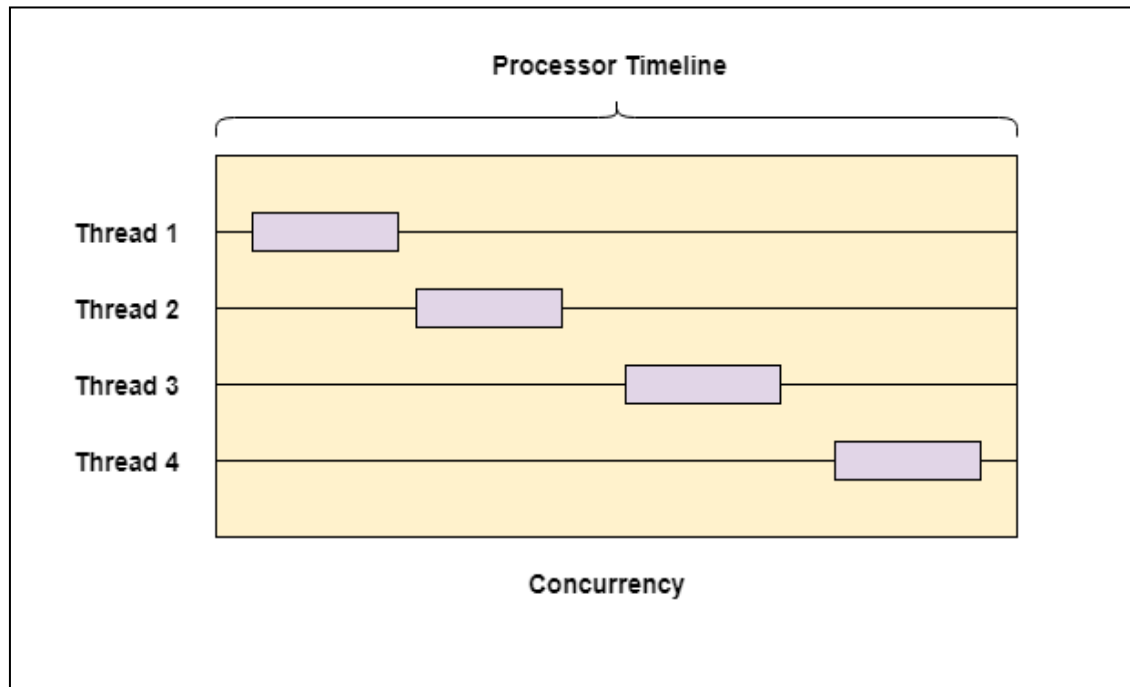 Processor Timeline
Thread 1
Thread 2
Thread 3
Thread 4
Concurrency